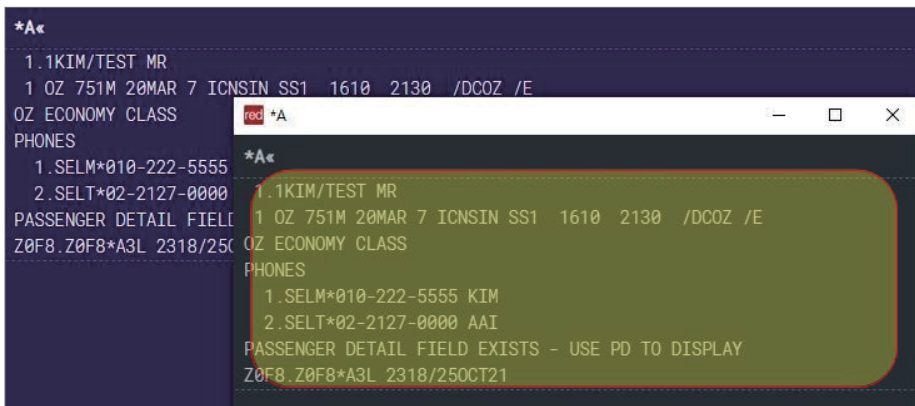 *A«
1.1KIM/TEST MR
1 OZ 751M 20MAR 7 ICNSIN SS1 1610 2130 /DCOZ /E
OZ ECONOMY CLASS
PHONES
1.SELM*010-222-5555
2.SELT*02-2127-0000
PASSENGER DETAIL FIELD
Z0F8.Z0F8*A3L 2318/25O
red *A
*A«
1.1KIM/TEST MR
1 OZ 751M 20MAR 7 ICNSIN SS1 1610 2130 /DCOZ /E
OZ ECONOMY CLASS
PHONES
1.SELM*010-222-5555 KIM
2.SELT*02-2127-0000 AAI
PASSENGER DETAIL FIELD EXISTS - USE PD TO DISPLAY
Z0F8.Z0F8*A3L 2318/25OCT21